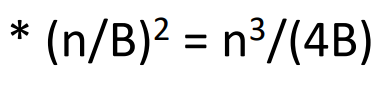 * (n/B)² = n³/(4B)